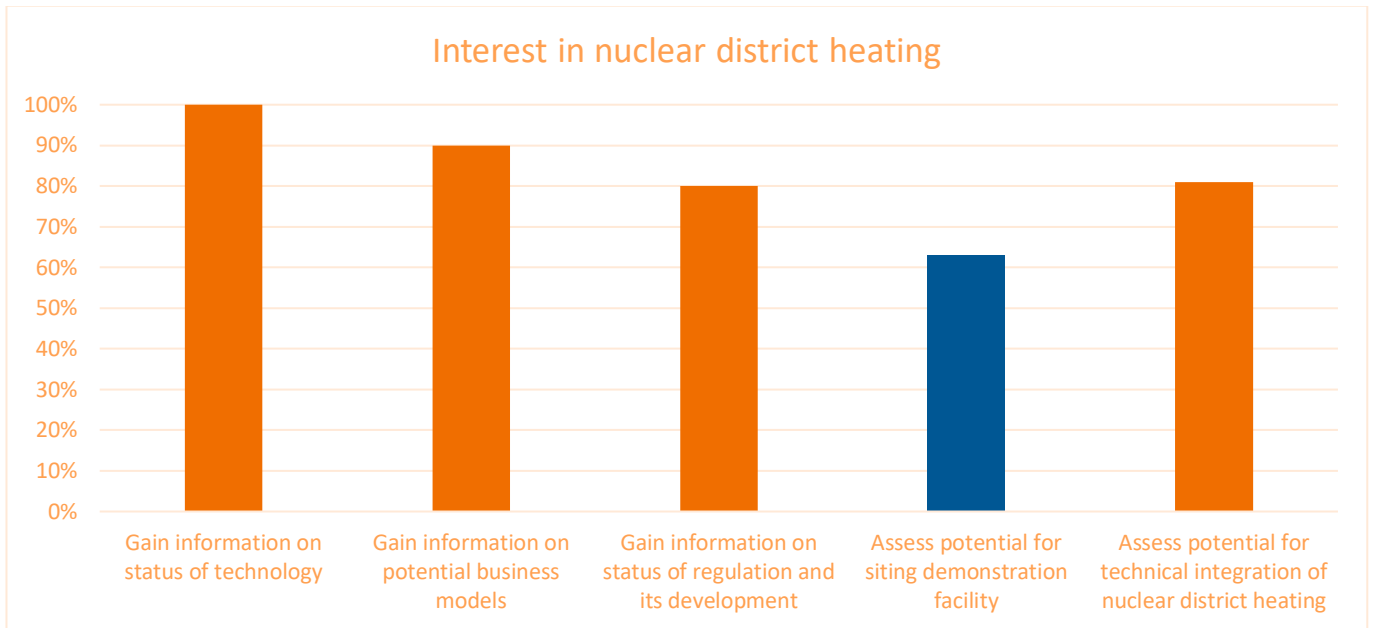 Interest in nuclear district heating
100%
90%
80%
70%
60%
50%
40%
30%
20%
10%
0%
Gain information on
status of technology
Gain information on
potential business
models
Gain information on
status of regulation and
its development
Assess potential for
siting demonstration
facility
Assess potential for
technical integration of
nuclear district heating